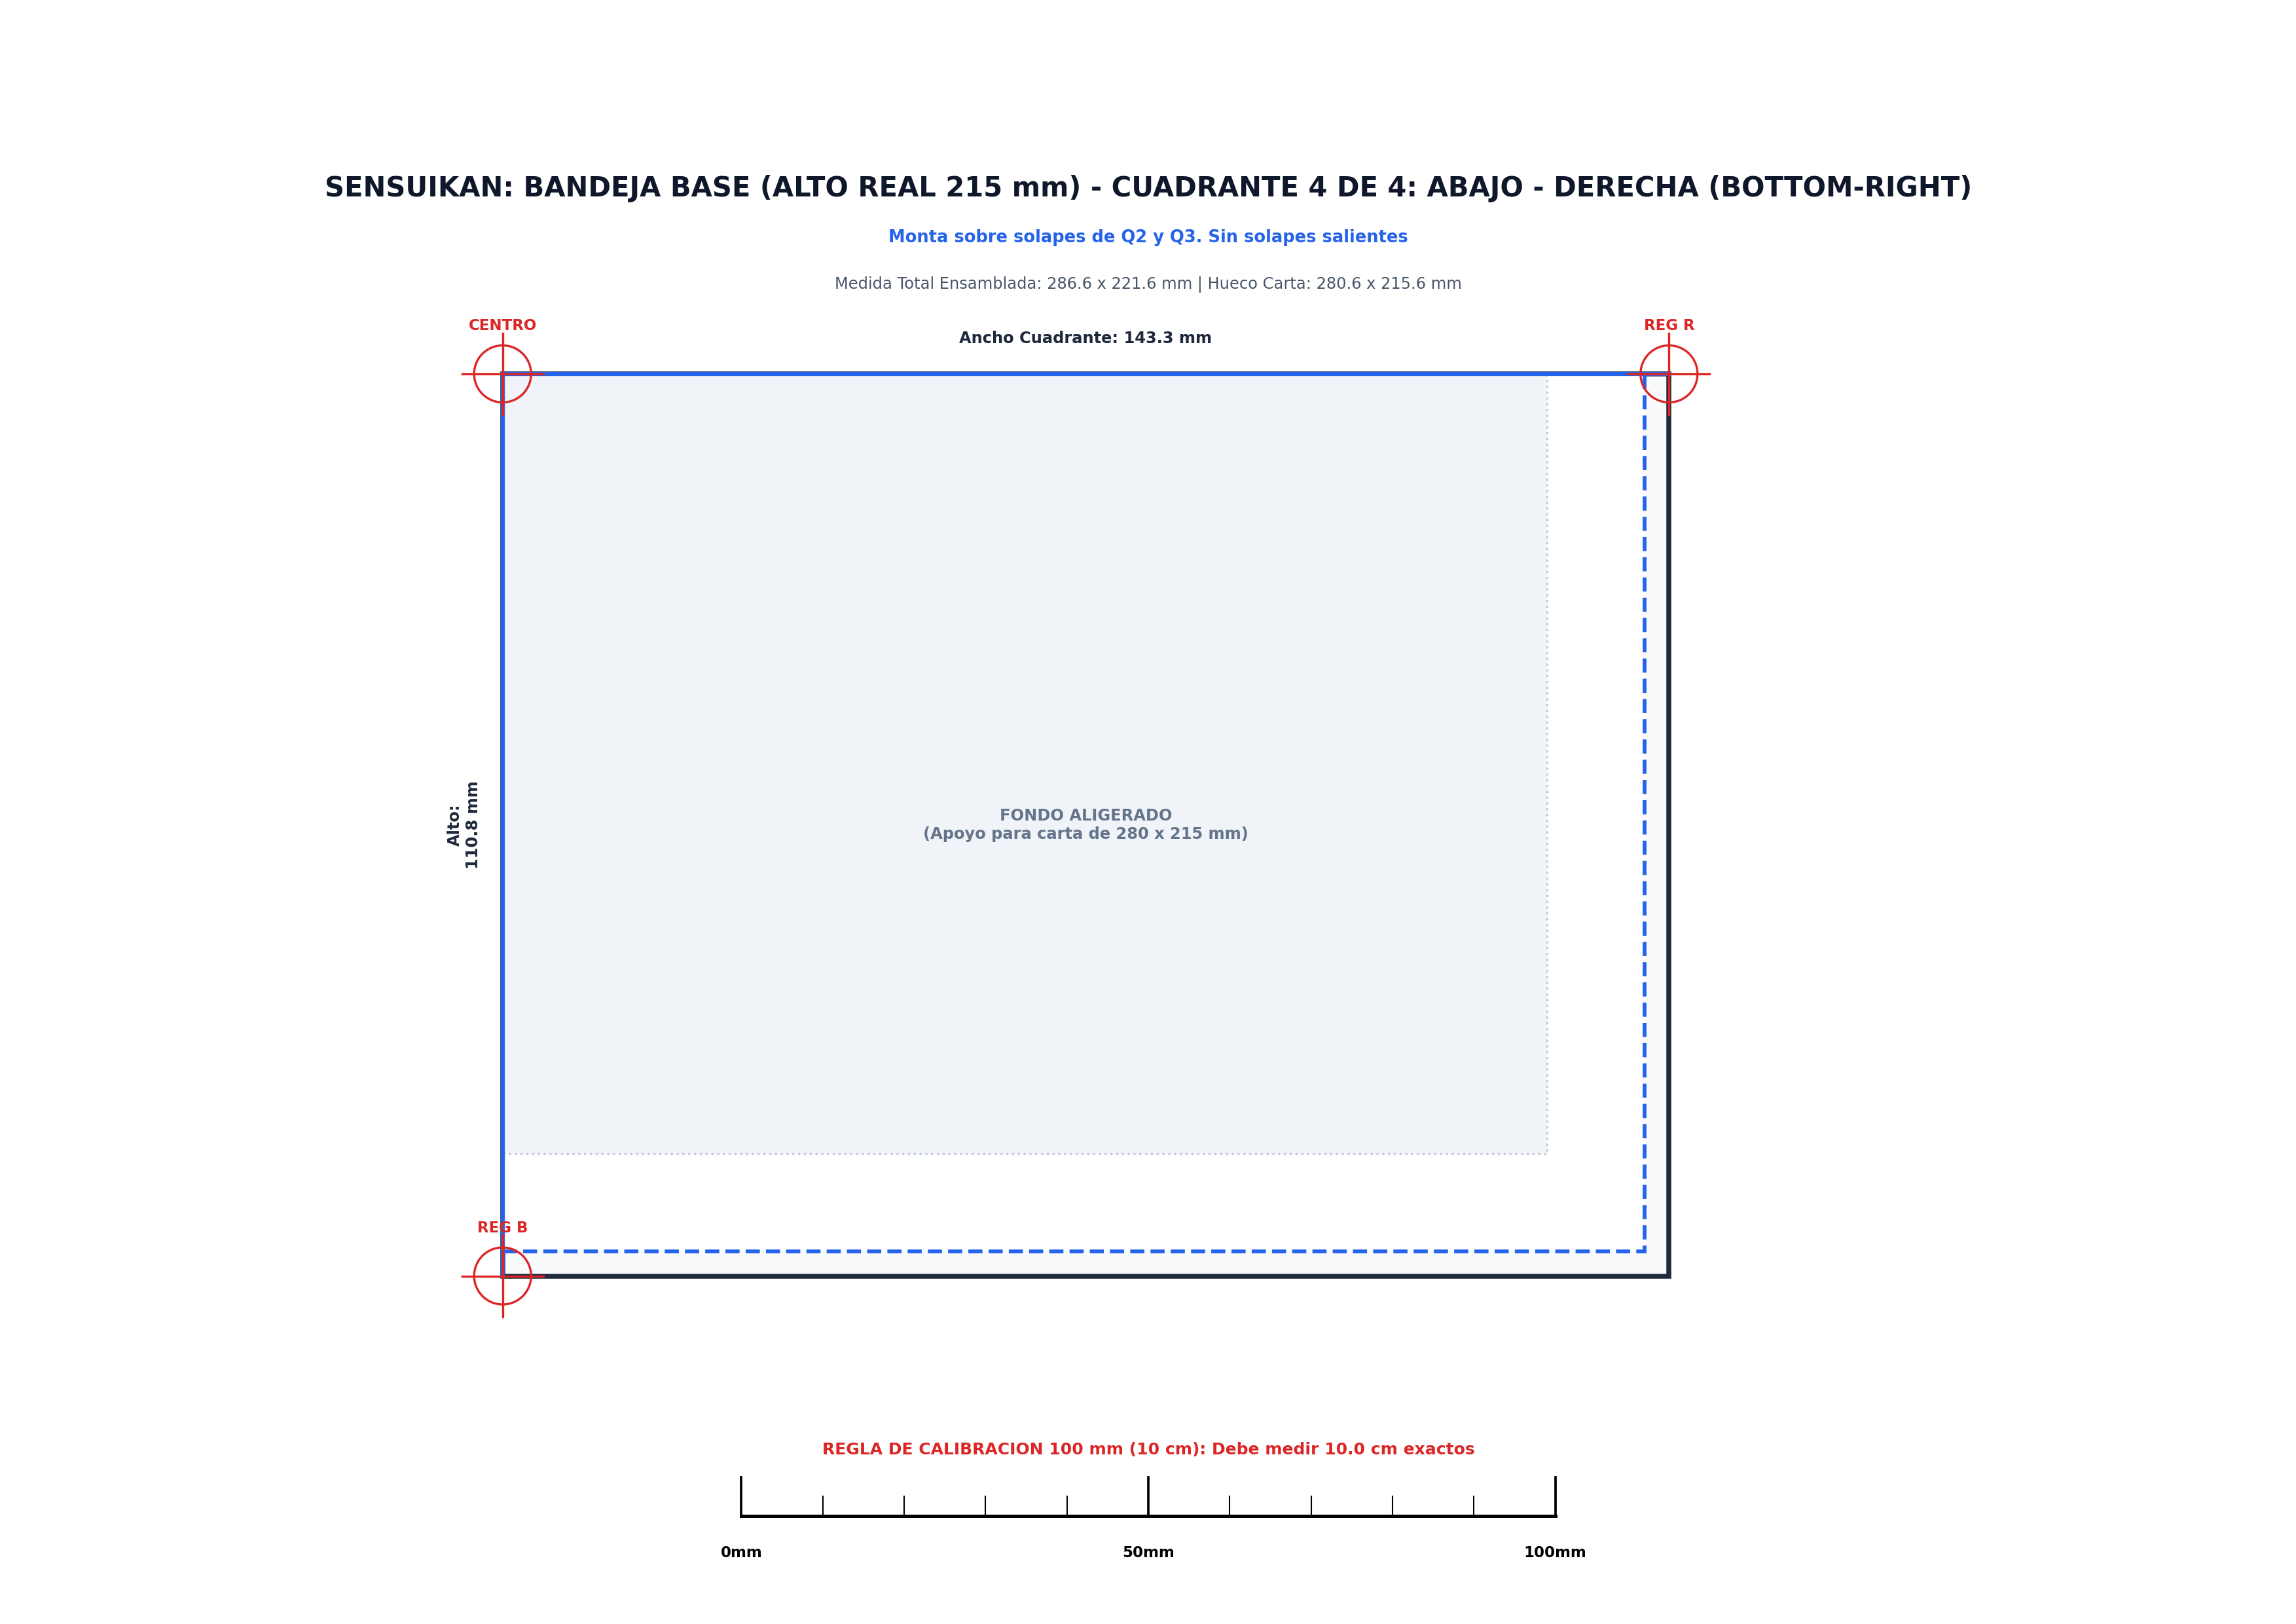 SENSUIKAN: BANDEJA BASE (ALTO REAL 215 mm) - CUADRANTE 4 DE 4: ABAJO - DERECHA (BOTTOM-RIGHT)
Monta sobre solapes de Q2 y Q3. Sin solapes salientes
Medida Total Ensamblada: 286.6 x 221.6 mm | Hueco Carta: 280.6 x 215.6 mm
CENTRO
REG R
Ancho Cuadrante: 143.3 mm
Alto:
110.8 mm
FONDO ALIGERADO
(Apoyo para carta de 280 x 215 mm)
REG B
REGLA DE CALIBRACION 100 mm (10 cm): Debe medir 10.0 cm exactos
0mm
50mm
100mm